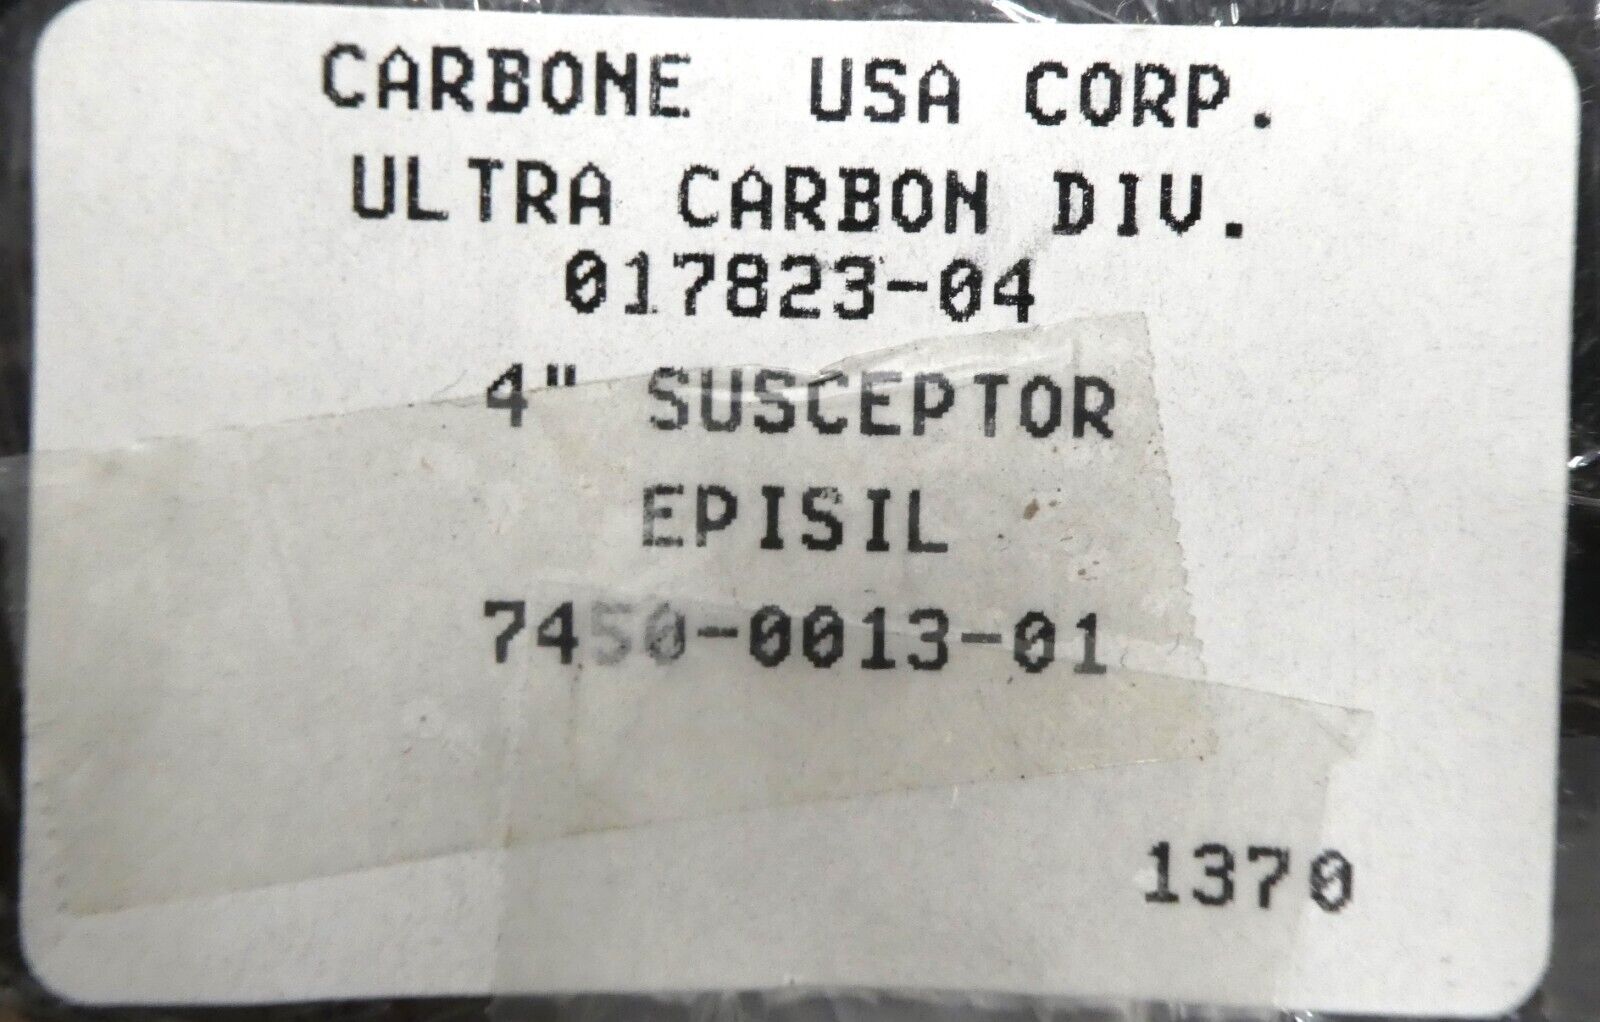 CARBONE USA CORP.
ULTRA CARBON DIV.
017823-04
4" SUSCEPTOR
EPISIL
7450-0013-01
1370